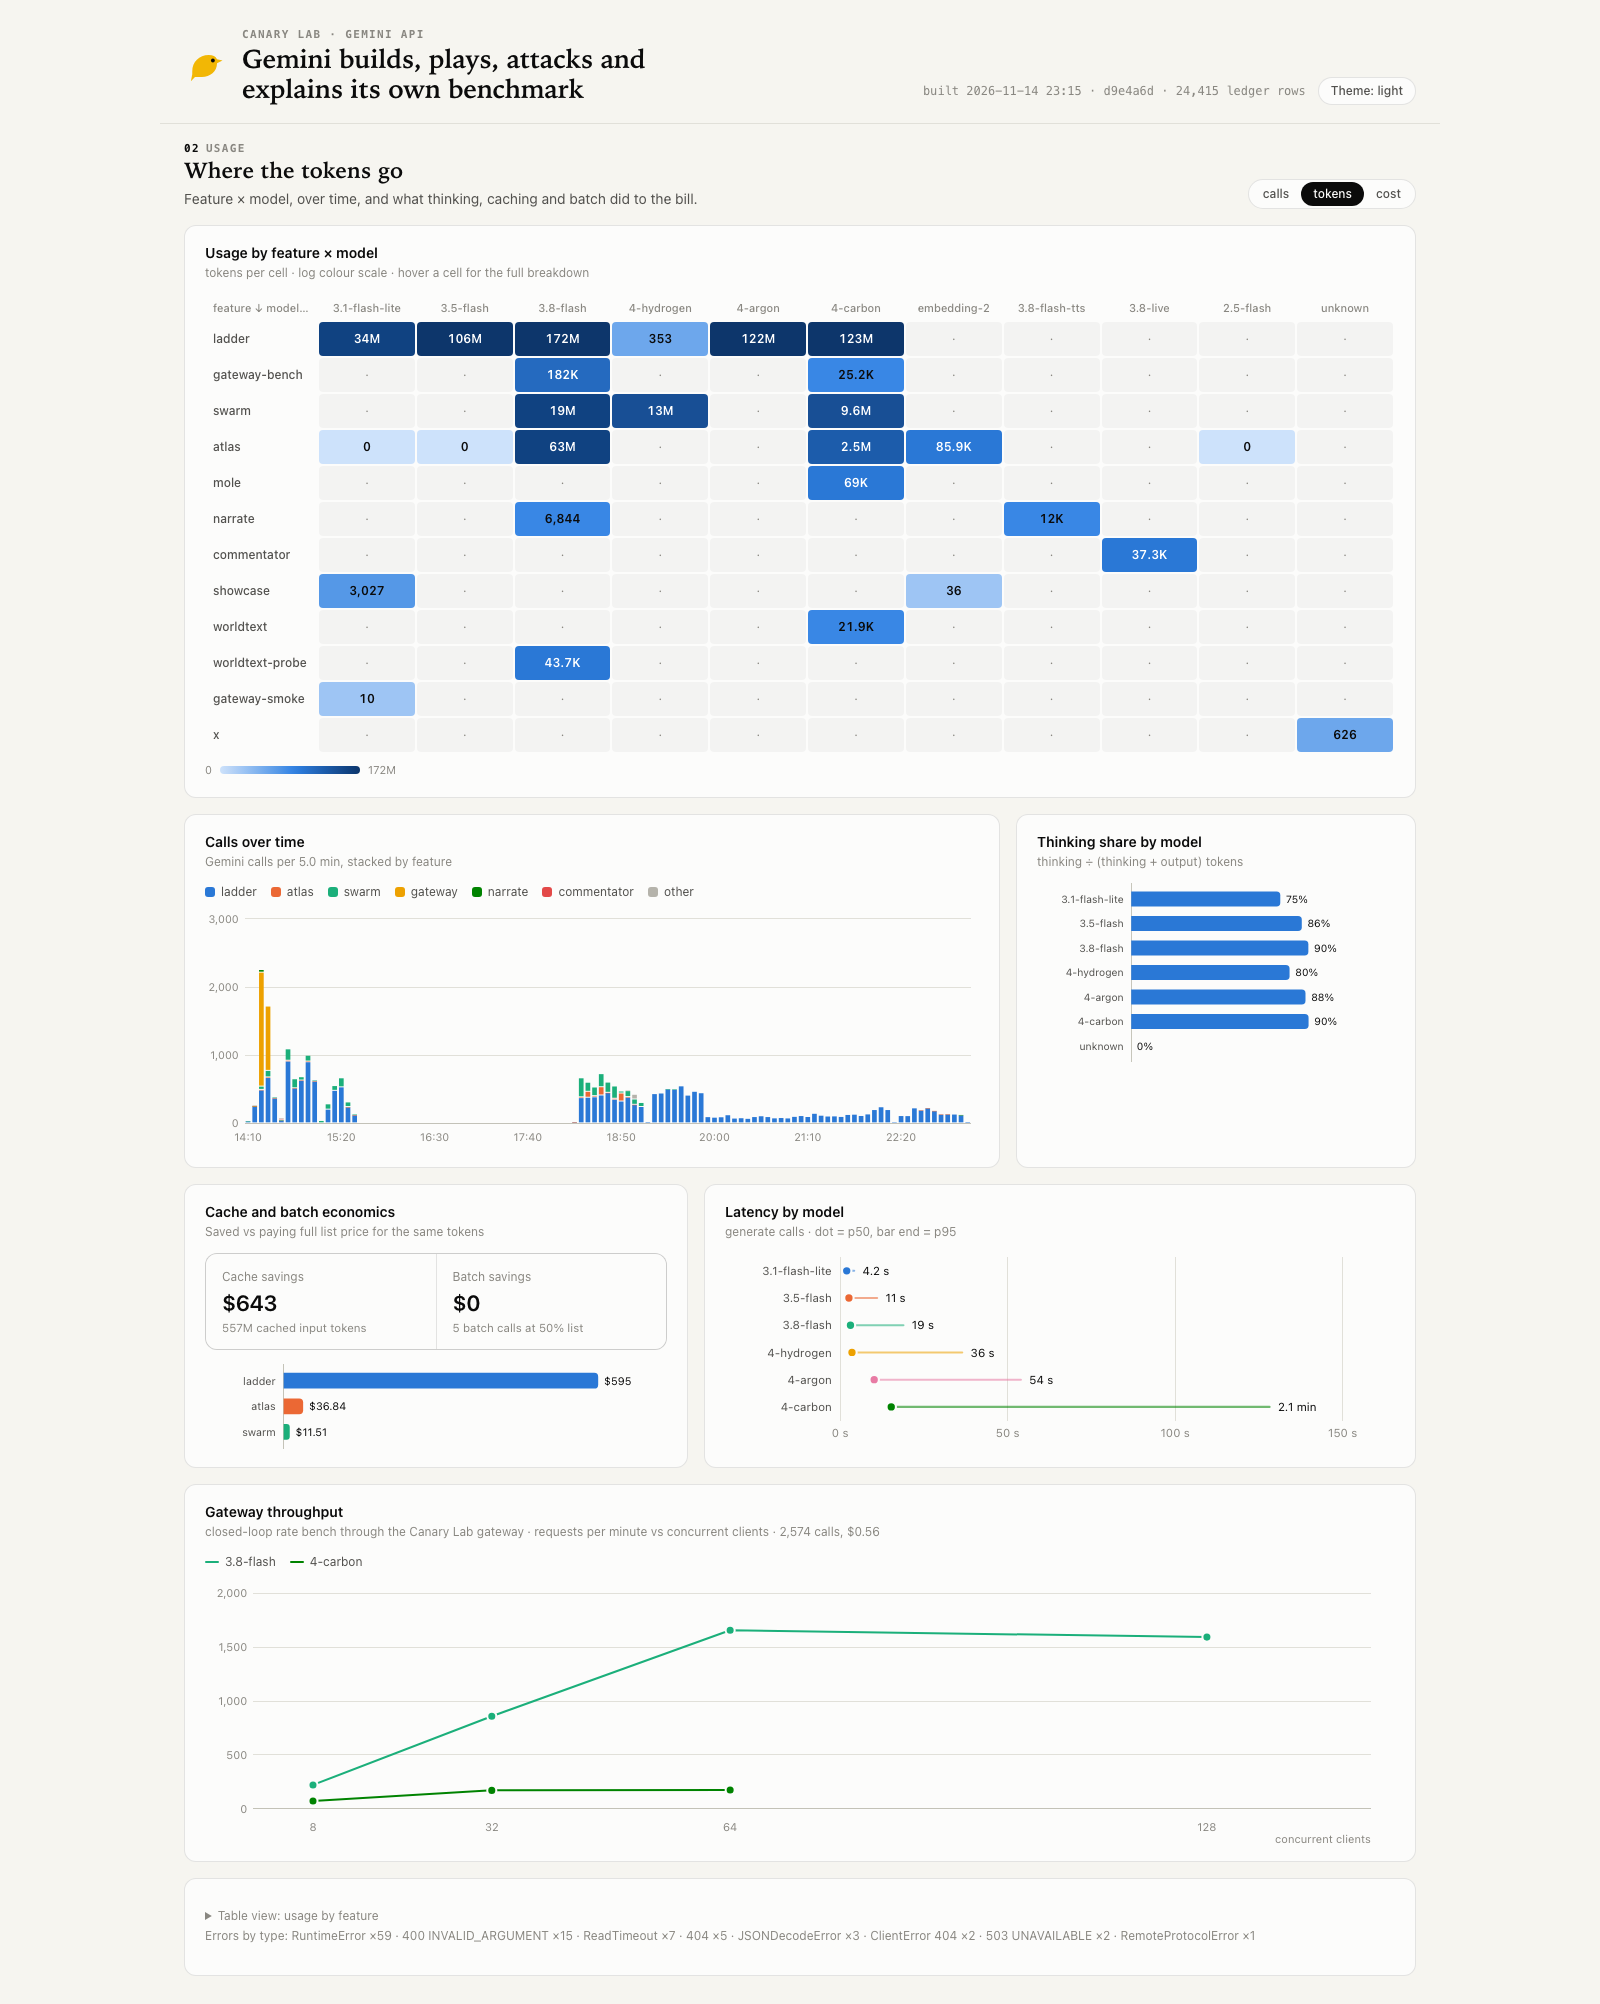 CANARY LAB · GEMINI API
Gemini builds, plays, attacks and
explains its own benchmark
built 2026-11-14 23:15 · d9e4a6d · 24,415 ledger rows
Theme: light
02 USAGE
Where the tokens go
Feature × model, over time, and what thinking, caching and batch did to the bill.
calls tokens cost
Usage by feature × model
tokens per cell · log colour scale · hover a cell for the full breakdown
feature ↓ model... 3.1-flash-lite 3.5-flash 3.8-flash 4-hydrogen 4-argon 4-carbon embedding-2 3.8-flash-tts 3.8-live 2.5-flash unknown
ladder 34M 106M 172M 353 122M 123M · · · · ·
gateway-bench · · 182K · · 25.2K · · · · ·
swarm · · 19M 13M · 9.6M · · · · ·
atlas 0 0 63M · · 2.5M 85.9K · · 0 ·
mole · · · · · 69K · · · · ·
narrate · · 6,844 · · · · 12K · · ·
commentator · · · · · · · · 37.3K · ·
showcase 3,027 · · · · · 36 · · · ·
worldtext · · · · · 21.9K · · · · ·
worldtext-probe · · 43.7K · · · · · · · ·
gateway-smoke 10 · · · · · · · · · ·
x · · · · · · · · · · 626
0 172M
Calls over time
Gemini calls per 5.0 min, stacked by feature
ladder atlas swarm gateway narrate commentator other
3,000
2,000
1,000
0
14:10 15:20 16:30 17:40 18:50 20:00 21:10 22:20
Thinking share by model
thinking ÷ (thinking + output) tokens
3.1-flash-lite 75%
3.5-flash 86%
3.8-flash 90%
4-hydrogen 80%
4-argon 88%
4-carbon 90%
unknown 0%
Cache and batch economics
Saved vs paying full list price for the same tokens
Cache savings
$643
557M cached input tokens
Batch savings
$0
5 batch calls at 50% list
ladder $595
atlas $36.84
swarm $11.51
Latency by model
generate calls · dot = p50, bar end = p95
3.1-flash-lite 4.2 s
3.5-flash 11 s
3.8-flash 19 s
4-hydrogen 36 s
4-argon 54 s
4-carbon 2.1 min
0 s 50 s 100 s 150 s
Gateway throughput
closed-loop rate bench through the Canary Lab gateway · requests per minute vs concurrent clients · 2,574 calls, $0.56
3.8-flash 4-carbon
2,000
1,500
1,000
500
0
8 32 64 128
concurrent clients
▶ Table view: usage by feature
Errors by type: RuntimeError ×59 · 400 INVALID_ARGUMENT ×15 · ReadTimeout ×7 · 404 ×5 · JSONDecodeError ×3 · ClientError 404 ×2 · 503 UNAVAILABLE ×2 · RemoteProtocolError ×1